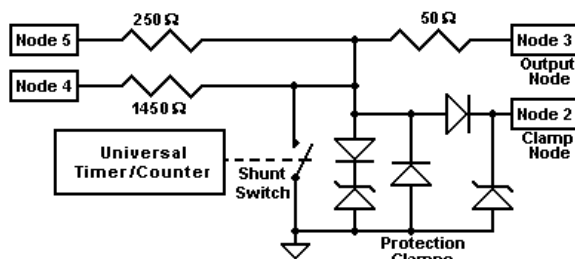 250 Ω
50 Ω
Node 5
Node 3
Output
Node
Node 4
1450 Ω
Node 2
Clamp
Node
Universal
Timer/Counter
Shunt
Switch
Protection